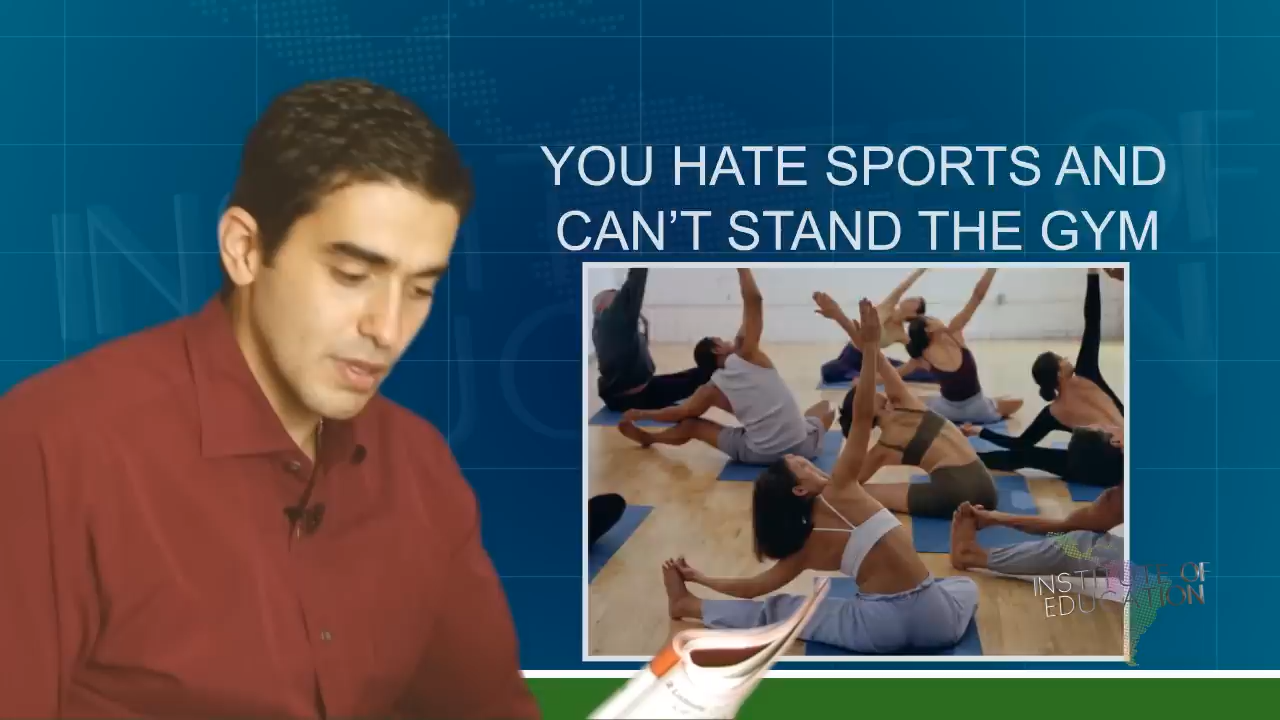 YOU HATE SPORTS AND
CAN'T STAND THE GYM
INSTITUTE OF
EDUCATION